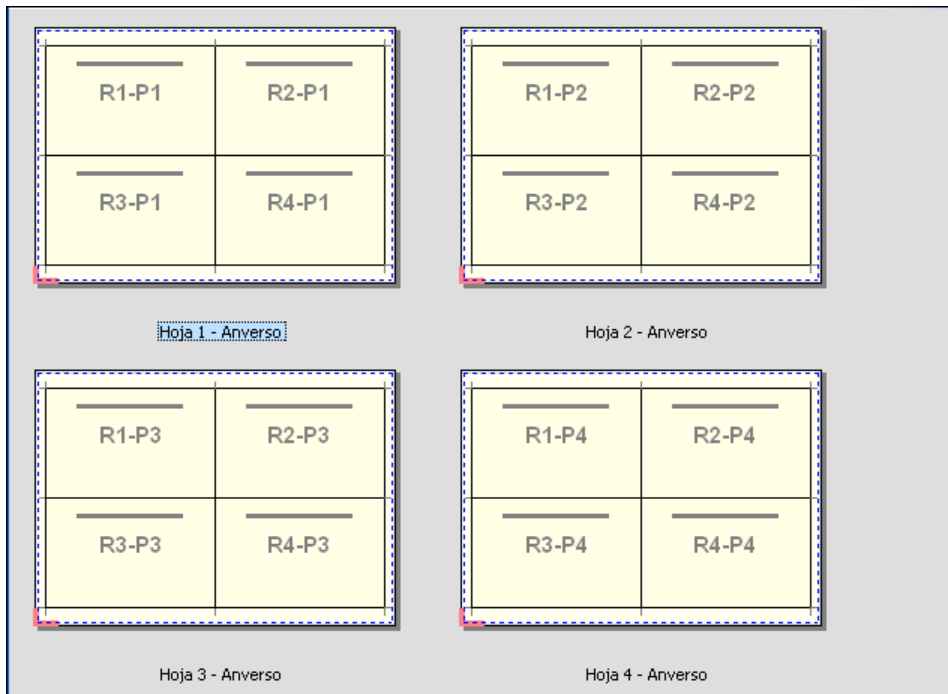 R1-P1 R2-P1
R3-P1 R4-P1
Hoja 1 - Anverso
R1-P2 R2-P2
R3-P2 R4-P2
Hoja 2 - Anverso
R1-P3 R2-P3
R3-P3 R4-P3
Hoja 3 - Anverso
R1-P4 R2-P4
R3-P4 R4-P4
Hoja 4 - Anverso